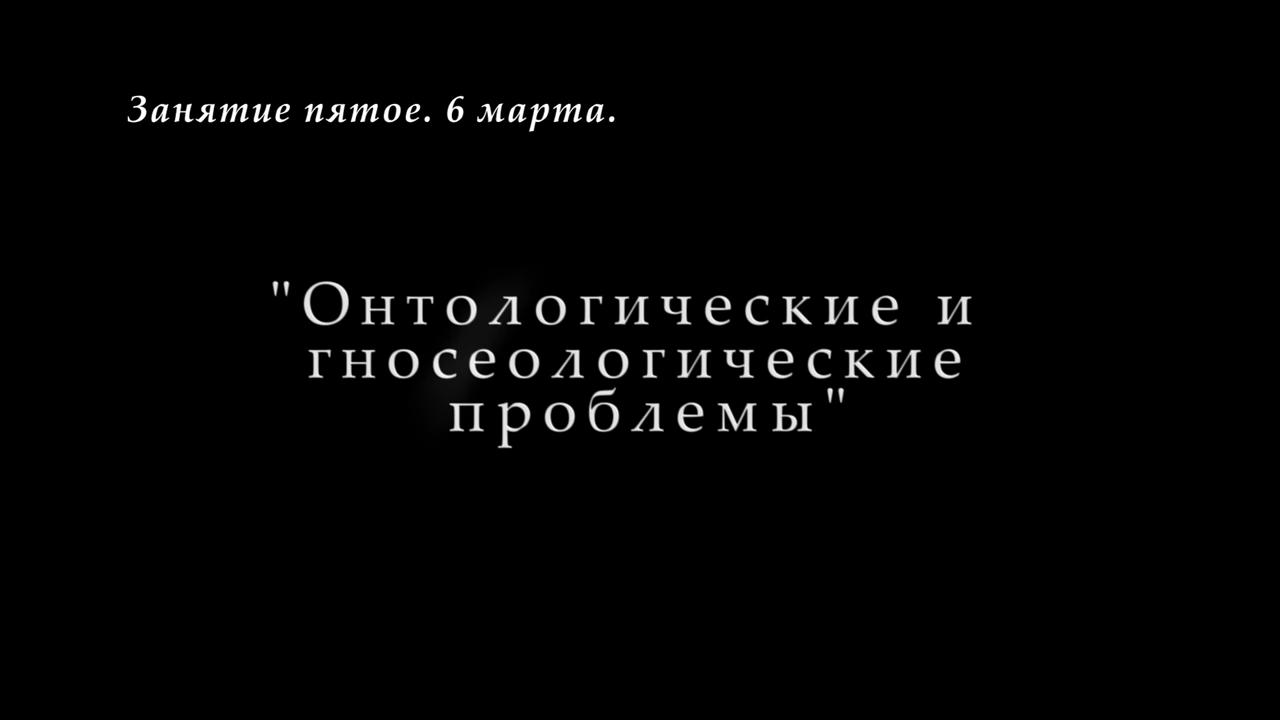 Занятие пятое. 6 марта.
"Онтологические и
гносеологические
проблемы"